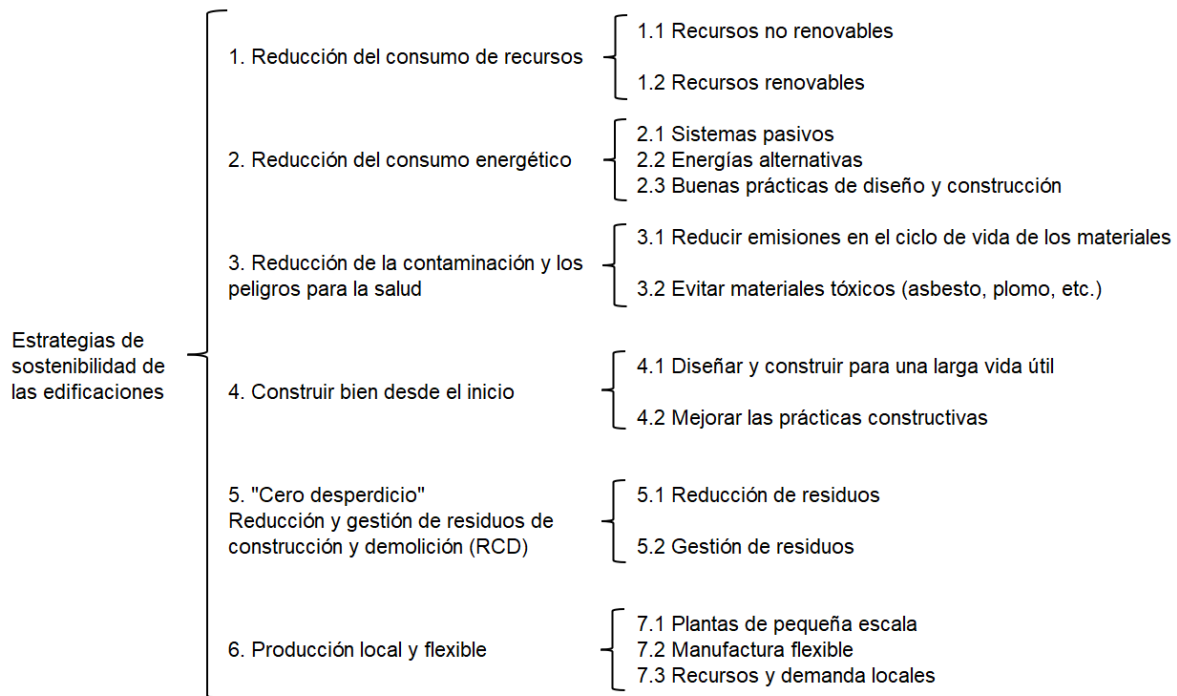 Estrategias de
sostenibilidad de
las edificaciones
1. Reducción del consumo de recursos
1.1 Recursos no renovables
1.2 Recursos renovables
2. Reducción del consumo energético
2.1 Sistemas pasivos
2.2 Energías alternativas
2.3 Buenas prácticas de diseño y construcción
3. Reducción de la contaminación y los
peligros para la salud
3.1 Reducir emisiones en el ciclo de vida de los materiales
3.2 Evitar materiales tóxicos (asbesto, plomo, etc.)
4. Construir bien desde el inicio
4.1 Diseñar y construir para una larga vida útil
4.2 Mejorar las prácticas constructivas
5. "Cero desperdicio"
Reducción y gestión de residuos de
construcción y demolición (RCD)
5.1 Reducción de residuos
5.2 Gestión de residuos
6. Producción local y flexible
7.1 Plantas de pequeña escala
7.2 Manufactura flexible
7.3 Recursos y demanda locales